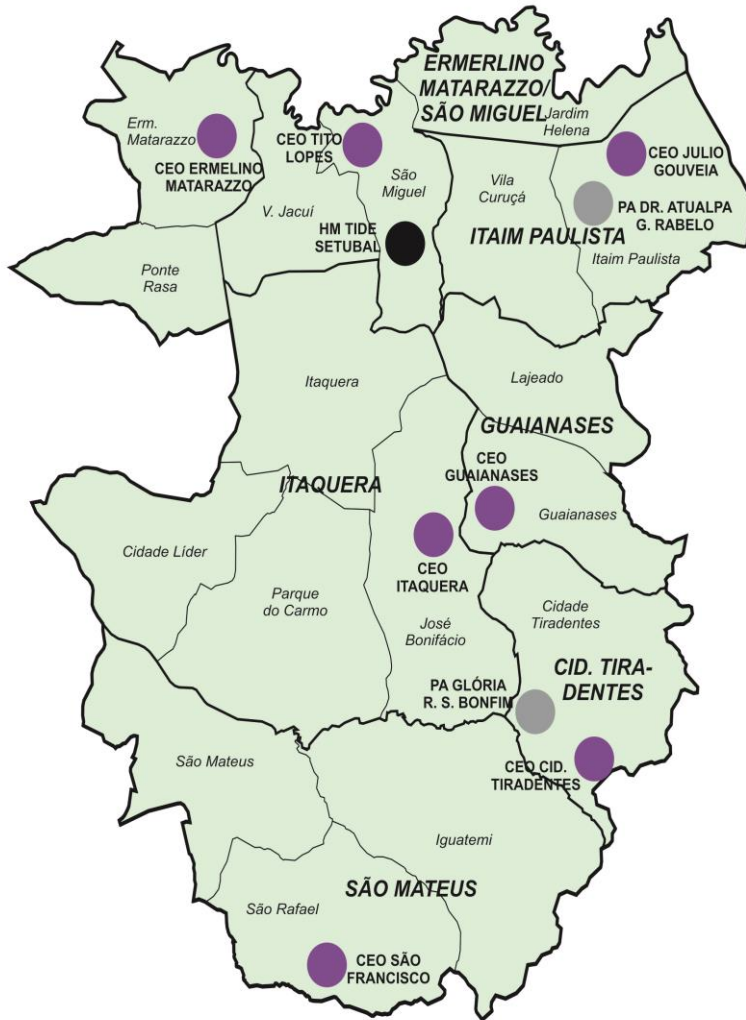 ERMERLINO
MATARAZZO/
SÃO MIGUEL
Jardim
Helena
Erm.
Matarazzo
CEO ERMELINO
MATARAZZO
CEO TITO
LOPES
São
Miguel
V. Jacuí
HM TIDE
SETUBAL
Vila
Curuçá
CEO JULIO
GOUVEIA
PA DR. ATUALPA
G. RABELO
ITAIM PAULISTA
Itaim Paulista
Ponte
Rasa
Itaquera
Lajeado
GUAIANASES
CEO
GUAIANASES
Guaianases
ITAQUERA
Cidade Líder
CEO
ITAQUERA
Parque
do Carmo
José
Bonifácio
Cidade
Tiradentes
CID. TIRA-
DENTES
PA GLÓRIA
R. S. BONFIM
CEO CID.
TIRADENTES
São Mateus
Iguatemi
SÃO MATEUS
São Rafael
CEO SÃO
FRANCISCO